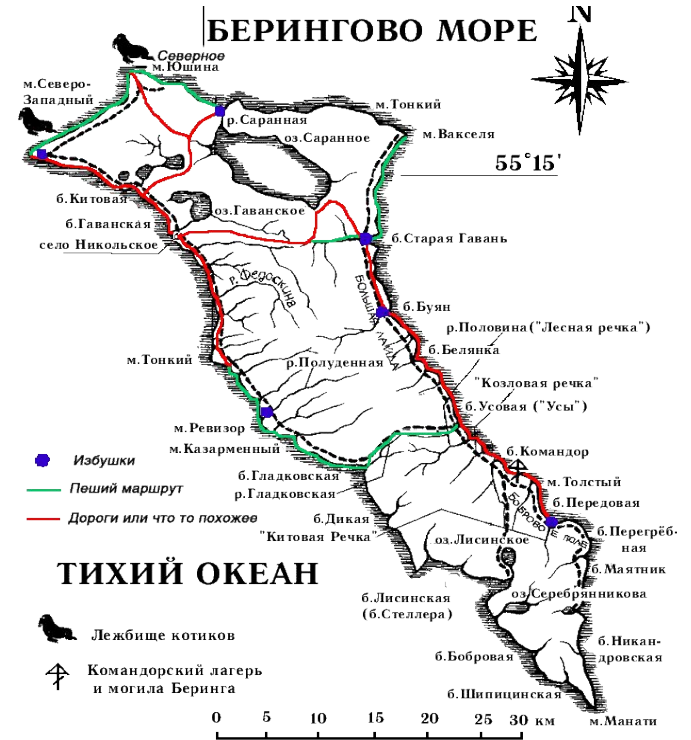 БЕРИНГОВО МОРЕ
N
Северное
м.Юшина
м.Северо-
Западный
м.Тонкий
р.Саранная
м.Вакселя
оз.Саранное
55°15'
б.Китовая
оз.Гаванское
б.Гаванская
б.Старая Гавань
село Никольское
р.Федоскина
БОЛЬШАЯ ЛАЙДА
б.Буян
р.Половина("Лесная речка")
б.Белянка
м.Тонкий
р.Полуденная
"Козловая речка"
б.Усовая ("Усы")
м.Ревизор
м.Казарменный
б.Командор
Избушки
б.Гладковская
м.Толстый
Пеший маршрут
р.Гладковская
БОБРОВОЕ ПОЛЕ
б.Передовая
Дороги или что то похожее
б.Дикая
"Китовая Речка"
оз.Лисинское
б.Перегрёб-
ная
б.Маятник
ТИХИЙ ОКЕАН
оз.Серебрянникова
б.Лисинская
(б.Стеллера)
Лежбище котиков
б.Никан-
дровская
б.Бобровая
Командорский лагерь
и могила Беринга
б.Шипицинская
м.Манати
0 5 10 15 20 25 30 км